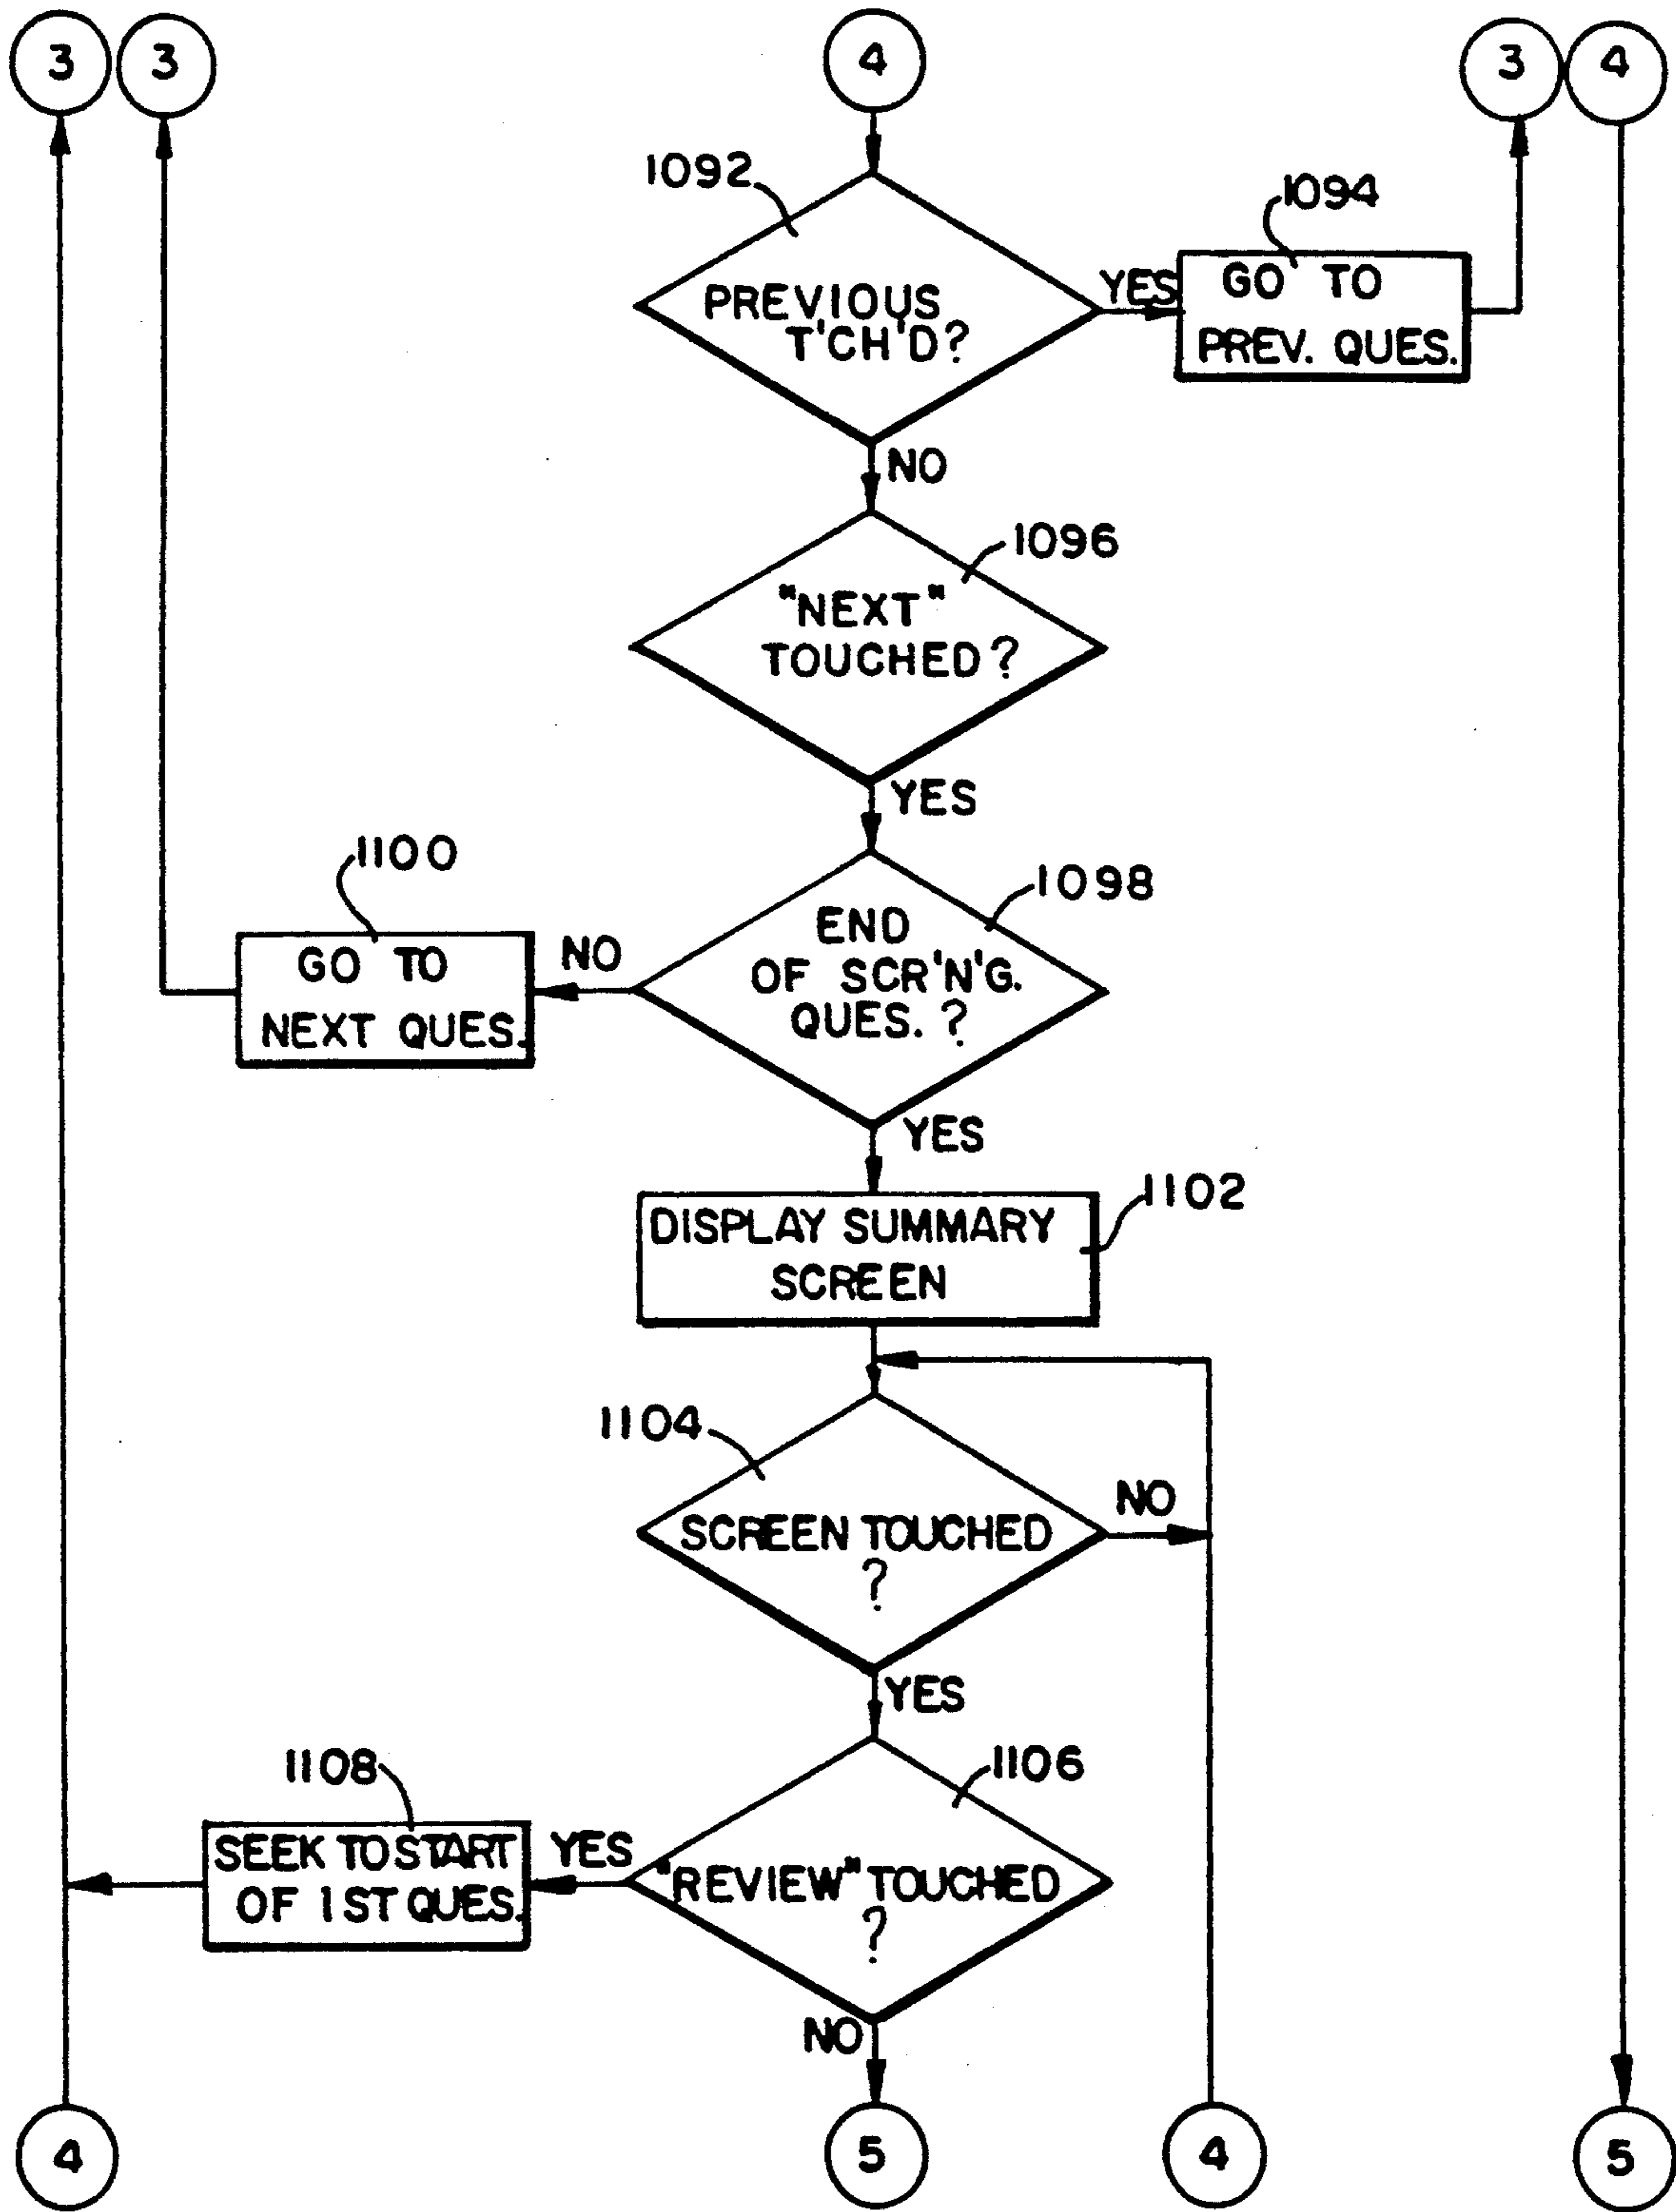 3
3
4
3
4
1092
1094
PREVIOUS
T'CH'D?
YES
GO TO
PREV. QUES.
NO
1096
"NEXT"
TOUCHED?
YES
1100
1098
GO TO
NEXT QUES.
NO
END
OF SCR'N'G.
QUES. ?
YES
1102
DISPLAY SUMMARY
SCREEN
1104
SCREEN TOUCHED
?
NO
YES
1108
1106
SEEK TO START
OF 1ST QUES.
YES
"REVIEW" TOUCHED
?
NO
4
5
4
5